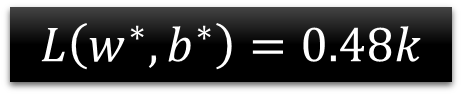 L(w*, b*) = 0.48k